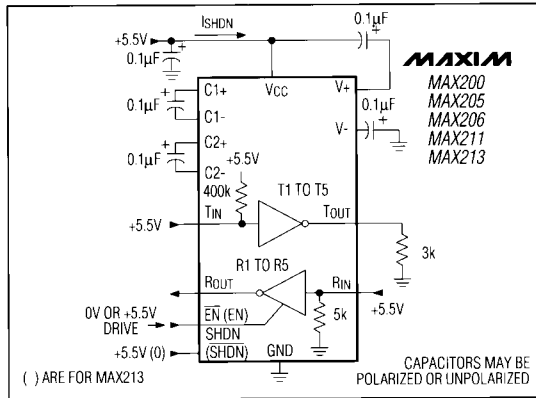 ISHDN
+5.5V
0.1µF
+
0.1µF
+
MAXIM
MAX200
MAX205
MAX206
MAX211
MAX213
VCC
V+
0.1µF
+
C1+
0.1µF
+
C1-
V-
0.1µF
+
C2+
C2-
+5.5V
400k
T1 TO T5
+5.5V
TIN
TOUT
3k
R1 TO R5
ROUT
RIN
+5.5V
5k
0V OR +5.5V
DRIVE
E̅N̅ (EN)
SHDN
+5.5V (0)
(S̅H̅D̅N̅)
GND
( ) ARE FOR MAX213
CAPACITORS MAY BE
POLARIZED OR UNPOLARIZED